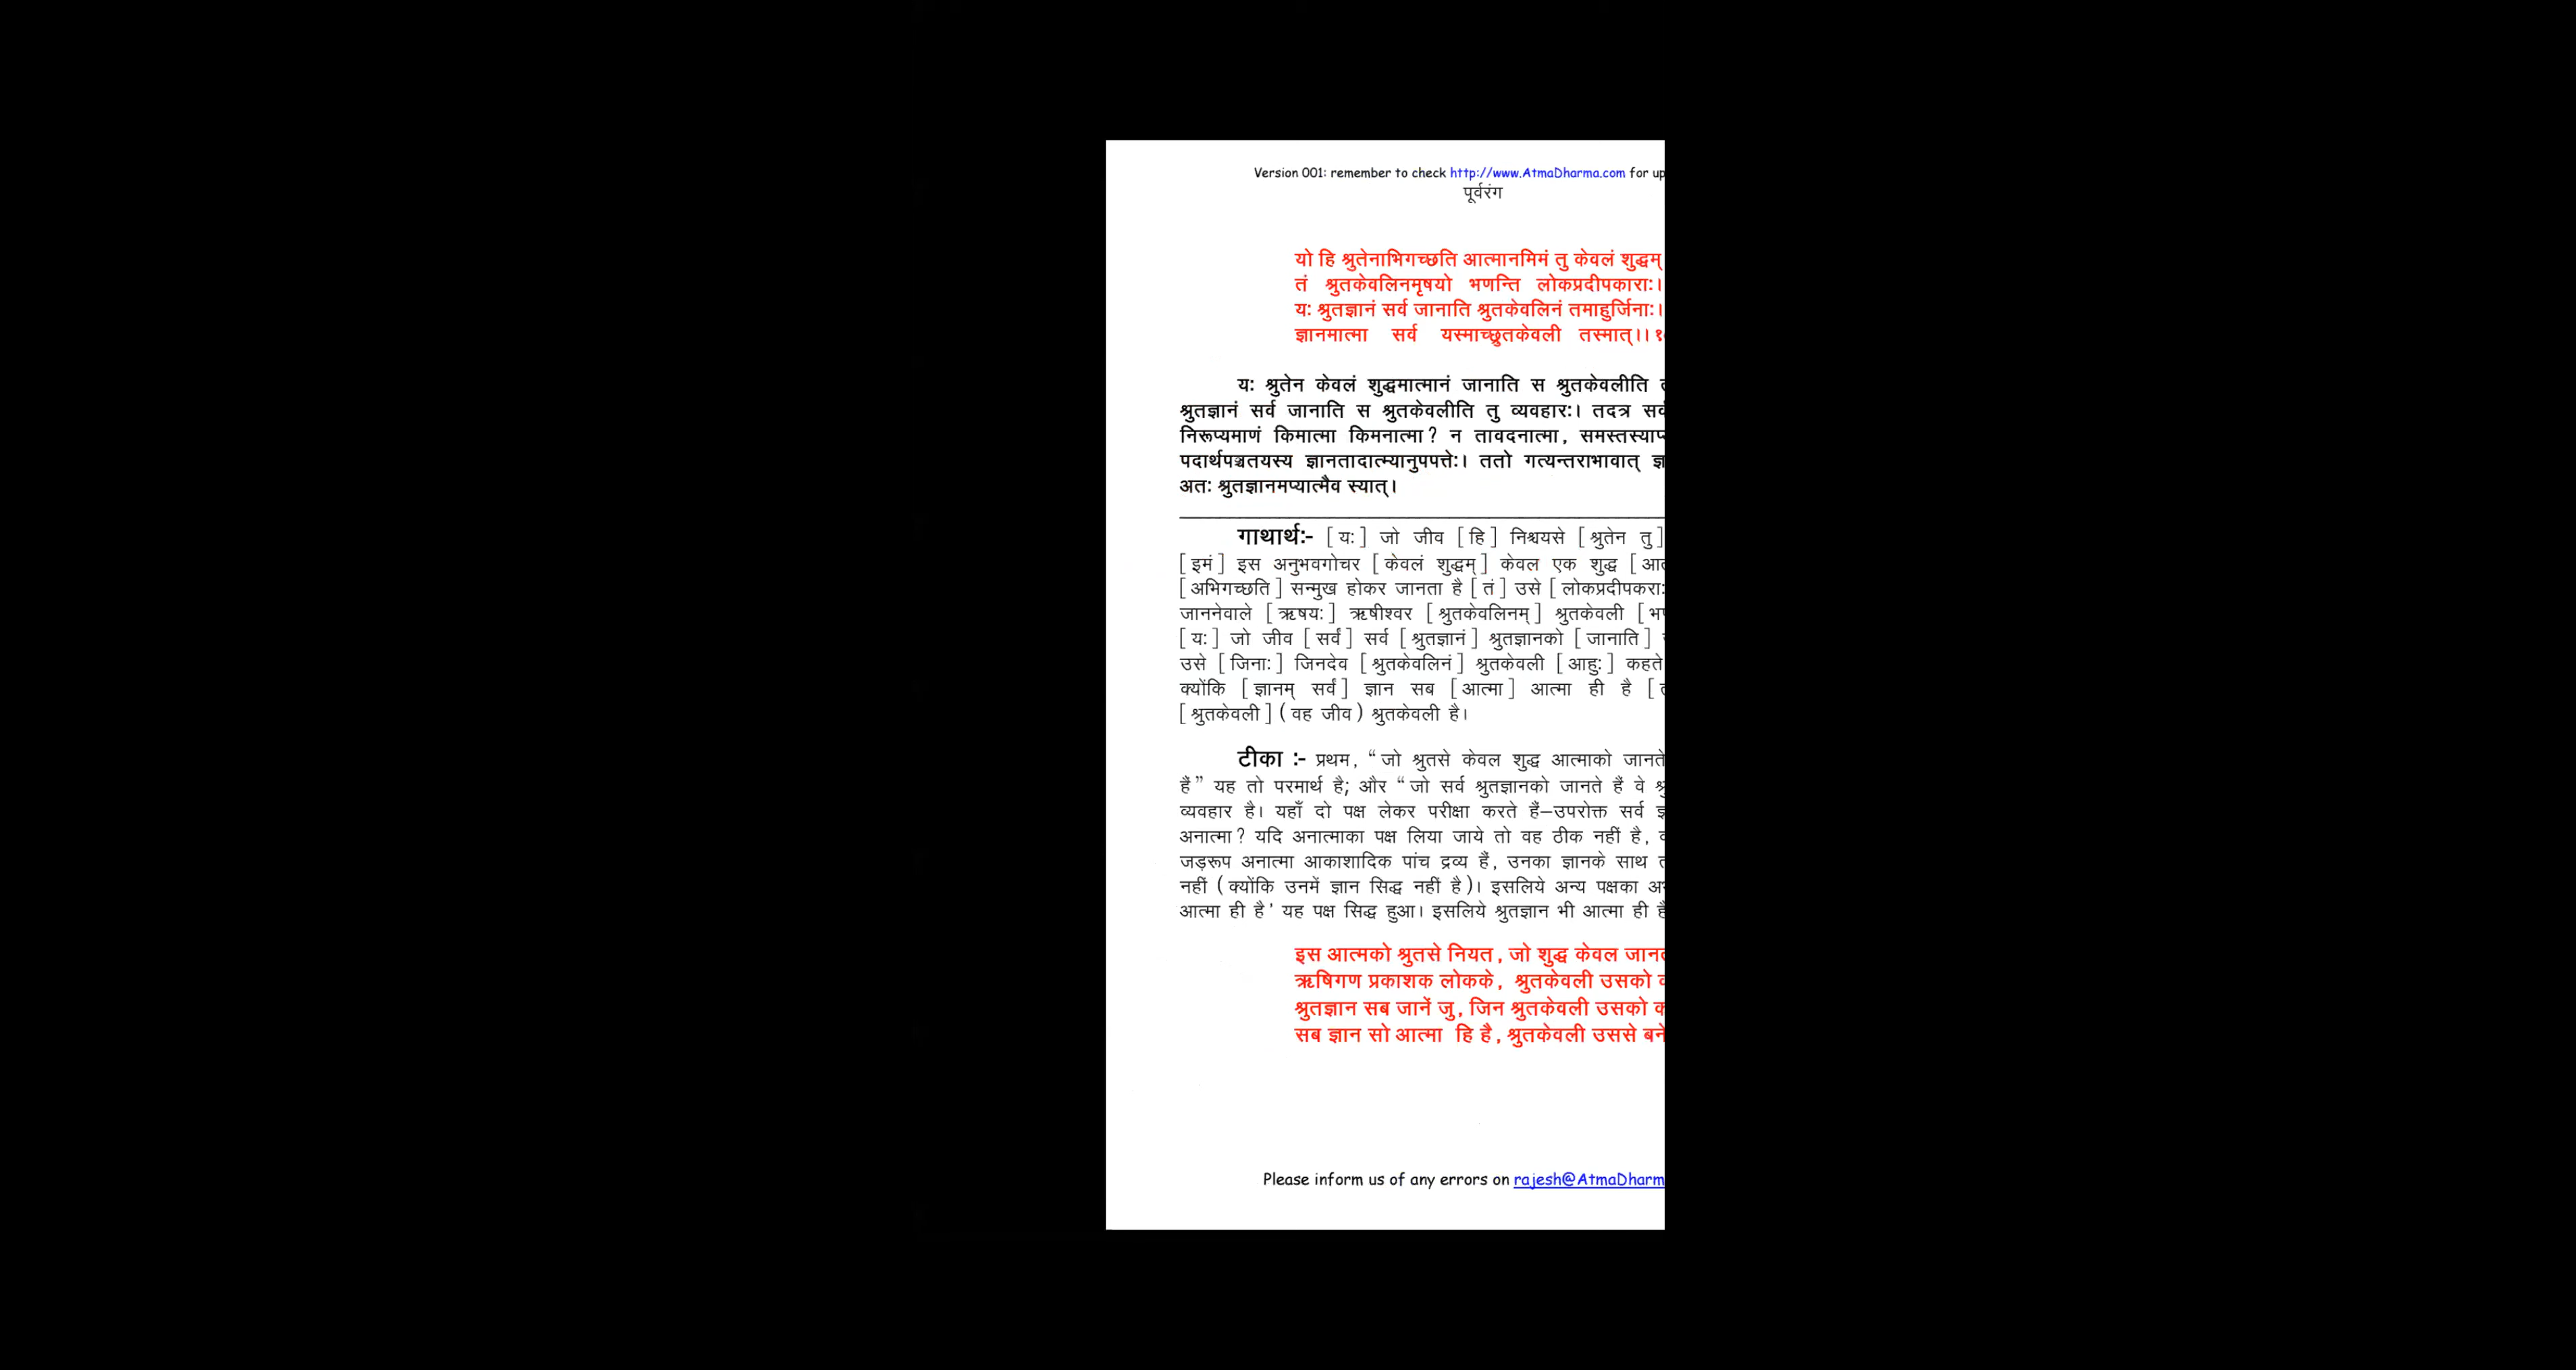 Version 001: remember to check http://www.AtmaDharma.com for up
पूर्वरंग
यो हि श्रुतेनाभिगच्छति आत्मानमिमं तु केवलं शुद्धम्
तं श्रुतकेवलिनमृषयो भणन्ति लोकप्रदीपकाराः।
यः श्रुतज्ञानं सर्व जानाति श्रुतकेवलिनं तमाहुर्जिनाः।
ज्ञानमात्मा सर्व यस्माच्छ्रुतकेवली तस्मात्।।
यः श्रुतेन केवलं शुद्धमात्मानं जानाति स श्रुतकेवलीति
श्रुतज्ञानं सर्व जानाति स श्रुतकेवलीति तु व्यवहारः। तदत्र
निरूप्यमाणं किमात्मा किमनात्मा? न तावदनात्मा,
पदार्थपञ्चतयस्य ज्ञानतादात्म्यानुपपत्तेः। ततो गत्यन्तराभावात्
अतः श्रुतज्ञानमप्यात्मैव स्यात्।
गाथार्थः- [यः] जो जीव [हि] निश्चयसे [श्रुतेन तु]
[इमं] इस अनुभवगोचर [केवलं शुद्धम्] केवल एक शुद्ध
[अभिगच्छति] सन्मुख होकर जानता है [तं] उसे [लोकप्रदीपकराः
जाननेवाले [ऋषयः] ऋषीश्वर [श्रुतकेवलिनम्] श्रुतकेवली
[यः] जो जीव [सर्वं] सर्व [श्रुतज्ञानं] श्रुतज्ञानको [जानाति]
उसे [जिनाः] जिनदेव [श्रुतकेवलिनं] श्रुतकेवली [आहुः] कहते
क्योंकि [ज्ञानम् सर्वं] ज्ञान सब [आत्मा] आत्मा ही है
[श्रुतकेवली] (वह जीव) श्रुतकेवली है।
टीका :- प्रथम, “जो श्रुतसे केवल शुद्ध आत्माको जानते
हैं” यह तो परमार्थ है; और “जो सर्व श्रुतज्ञानको जानते हैं वे
व्यवहार है। यहाँ दो पक्ष लेकर परीक्षा करते हैं—उपरोक्त सर्व
अनात्मा? यदि अनात्माका पक्ष लिया जाये तो वह ठीक नहीं है,
जड़रूप अनात्मा आकाशादिक पांच द्रव्य हैं, उनका ज्ञानके साथ
नहीं (क्योंकि उनमें ज्ञान सिद्ध नहीं है)। इसलिये अन्य पक्षका
आत्मा ही है' यह पक्ष सिद्ध हुआ। इसलिये श्रुतज्ञान भी आत्मा ही
इस आत्मको श्रुतसे नियत, जो शुद्ध केवल
ऋषिगण प्रकाशक लोकके, श्रुतकेवली उसको
श्रुतज्ञान सब जानें जु, जिन श्रुतकेवली उसको
सब ज्ञान सो आत्मा हि है, श्रुतकेवली उससे बने
Please inform us of any errors on rajesh@AtmaDharm